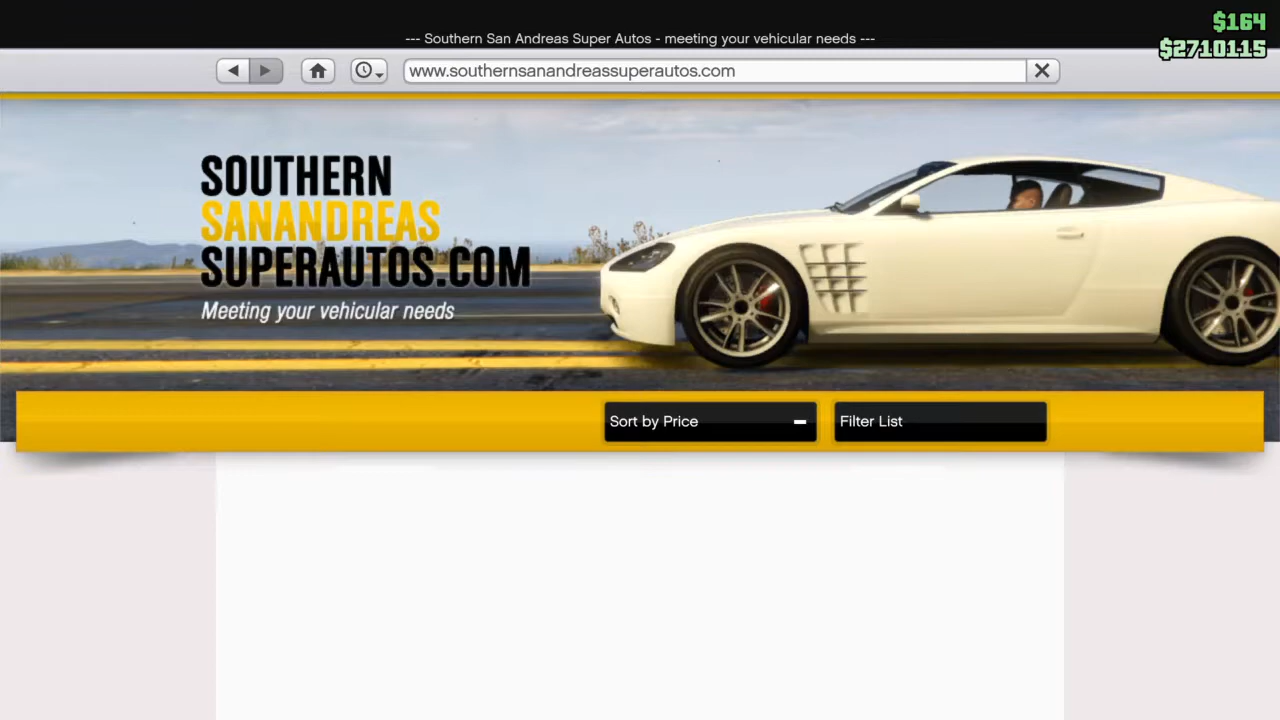 --- Southern San Andreas Super Autos - meeting your vehicular needs ---
$164
$2710115
www.southernsanandreassuperautos.com
SOUTHERN
SANANDREAS
SUPERAUTOS.COM
Meeting your vehicular needs
Sort by Price
Filter List